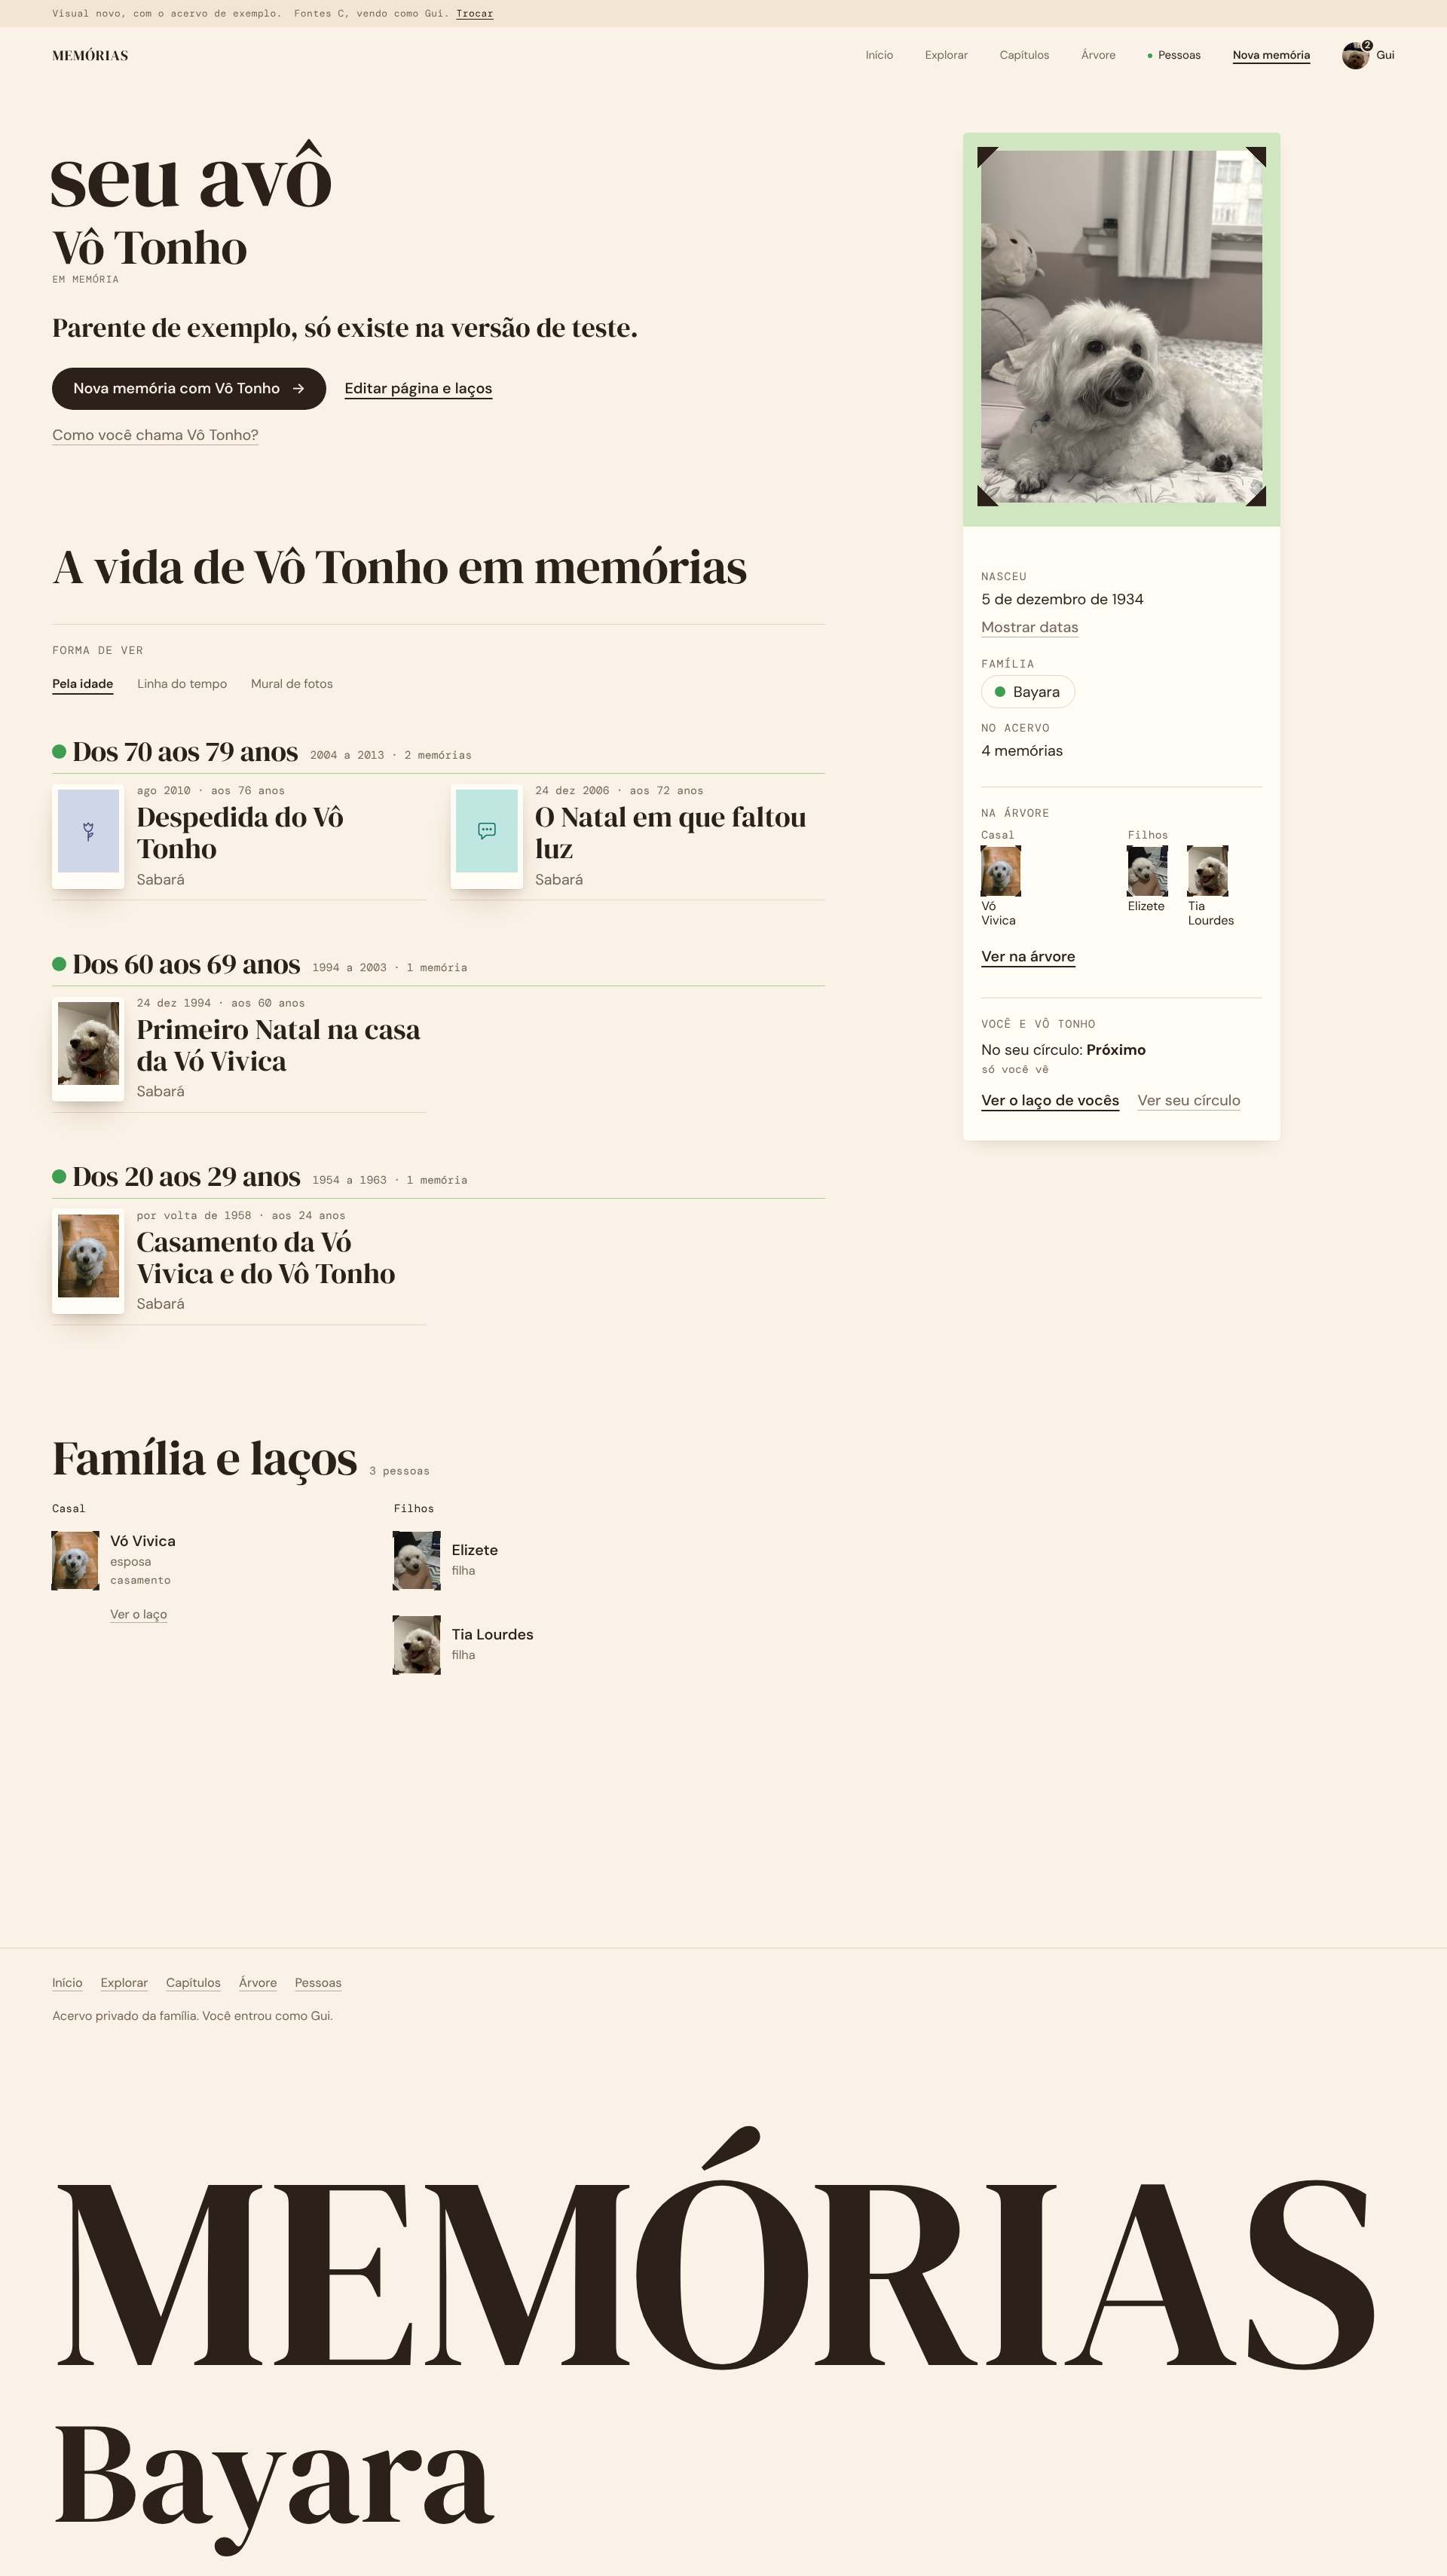 Visual novo, com o acervo de exemplo. Fontes C, vendo como Gui. Trocar
MEMÓRIAS
Início Explorar Capítulos Árvore Pessoas Nova memória 2 Gui
seu avô
Vô Tonho
EM MEMÓRIA
Parente de exemplo, só existe na versão de teste.
Nova memória com Vô Tonho → Editar página e laços
Como você chama Vô Tonho?
A vida de Vô Tonho em memórias
FORMA DE VER
Pela idade Linha do tempo Mural de fotos
Dos 70 aos 79 anos 2004 a 2013 · 2 memórias
ago 2010 · aos 76 anos
Despedida do Vô
Tonho
Sabará
24 dez 2006 · aos 72 anos
O Natal em que faltou
luz
Sabará
Dos 60 aos 69 anos 1994 a 2003 · 1 memória
24 dez 1994 · aos 60 anos
Primeiro Natal na casa
da Vó Vivica
Sabará
Dos 20 aos 29 anos 1954 a 1963 · 1 memória
por volta de 1958 · aos 24 anos
Casamento da Vó
Vivica e do Vô Tonho
Sabará
NASCEU
5 de dezembro de 1934
Mostrar datas
FAMÍLIA
Bayara
NO ACERVO
4 memórias
NA ÁRVORE
Casal
Vó
Vivica
Filhos
Elizete
Tia
Lourdes
Ver na árvore
VOCÊ E VÔ TONHO
No seu círculo: Próximo
só você vê
Ver o laço de vocês Ver seu círculo
Família e laços 3 pessoas
Casal
Vó Vivica
esposa
casamento
Ver o laço
Filhos
Elizete
filha
Tia Lourdes
filha
Início Explorar Capítulos Árvore Pessoas
Acervo privado da família. Você entrou como Gui.
MEMÓRIAS
Bayara